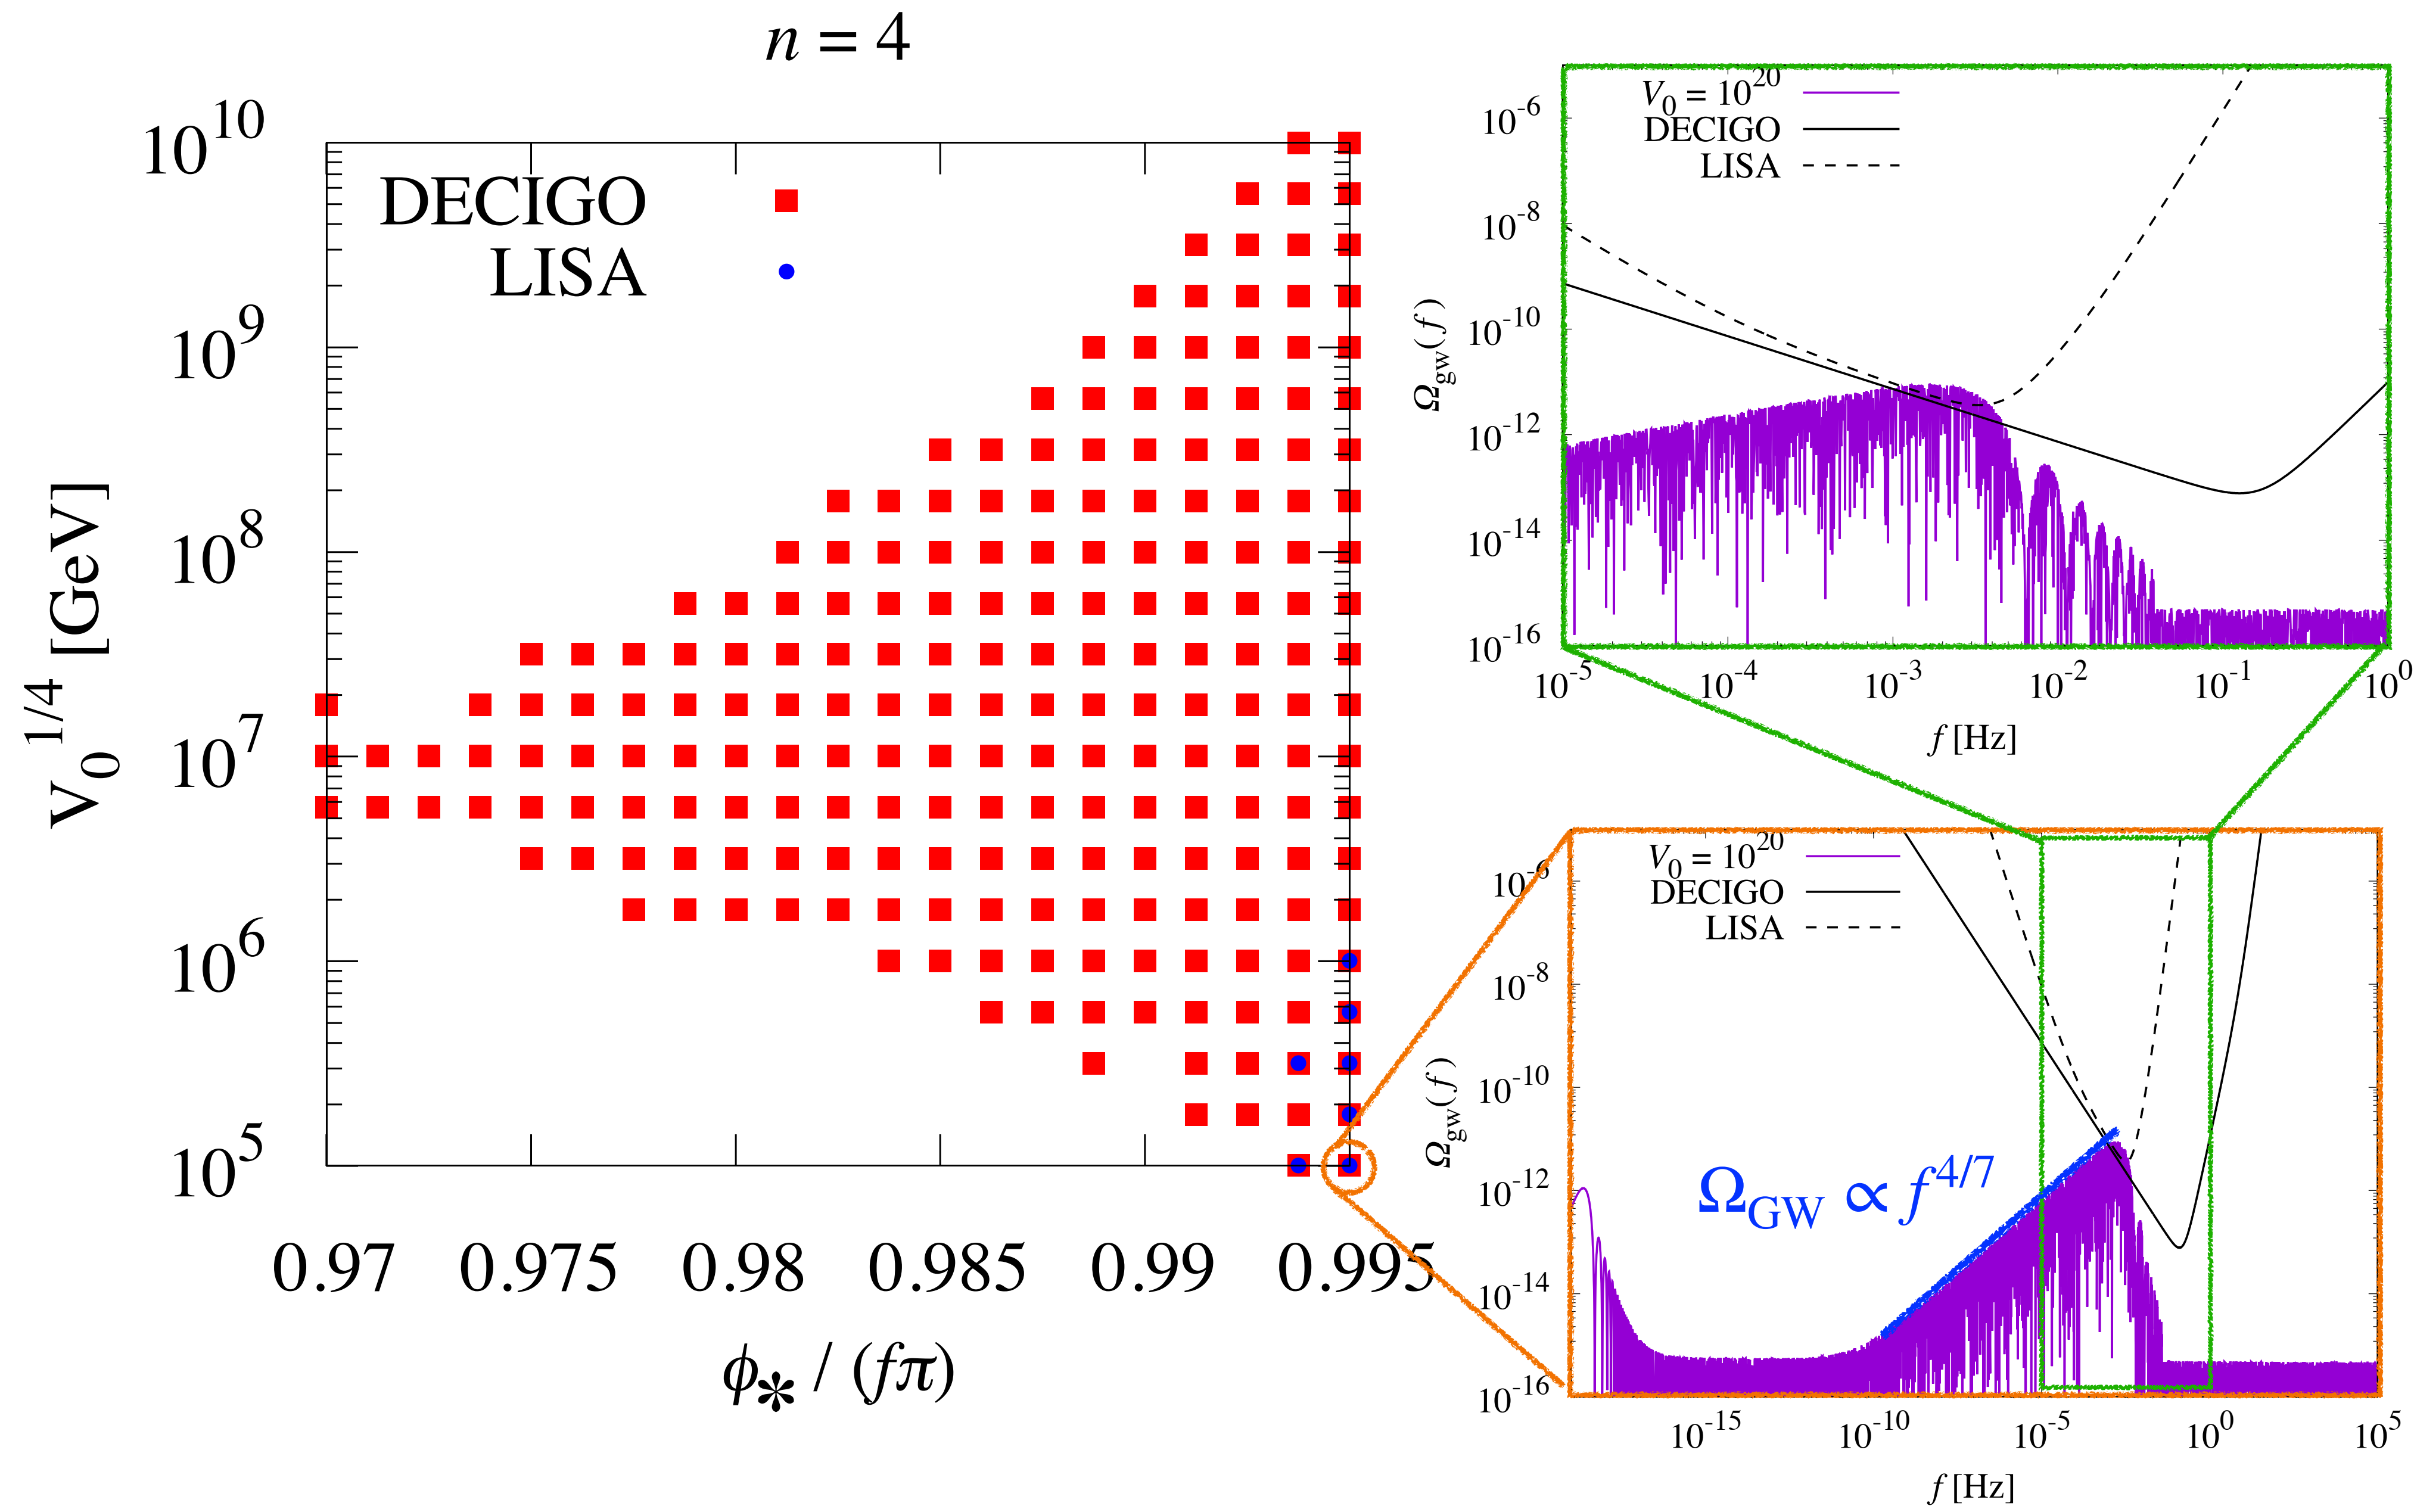 n = 4
DECIGO
LISA
V₀^1/4 [GeV]
10^10
10^9
10^8
10^7
10^6
10^5
0.97 0.975 0.98 0.985 0.99 0.995
ϕ* / (fπ)
V₀ = 10^20
DECIGO
LISA
Ω_gw(f)
10^-6
10^-8
10^-10
10^-12
10^-14
10^-16
10^-5 10^-4 10^-3 10^-2 10^-1 10^0
f [Hz]
V₀ = 10^20
DECIGO
LISA
Ω_gw(f)
10^-6
10^-8
10^-10
10^-12
10^-14
10^-16
Ω_GW ∝ f^4/7
10^-15 10^-10 10^-5 10^0 10^5
f [Hz]